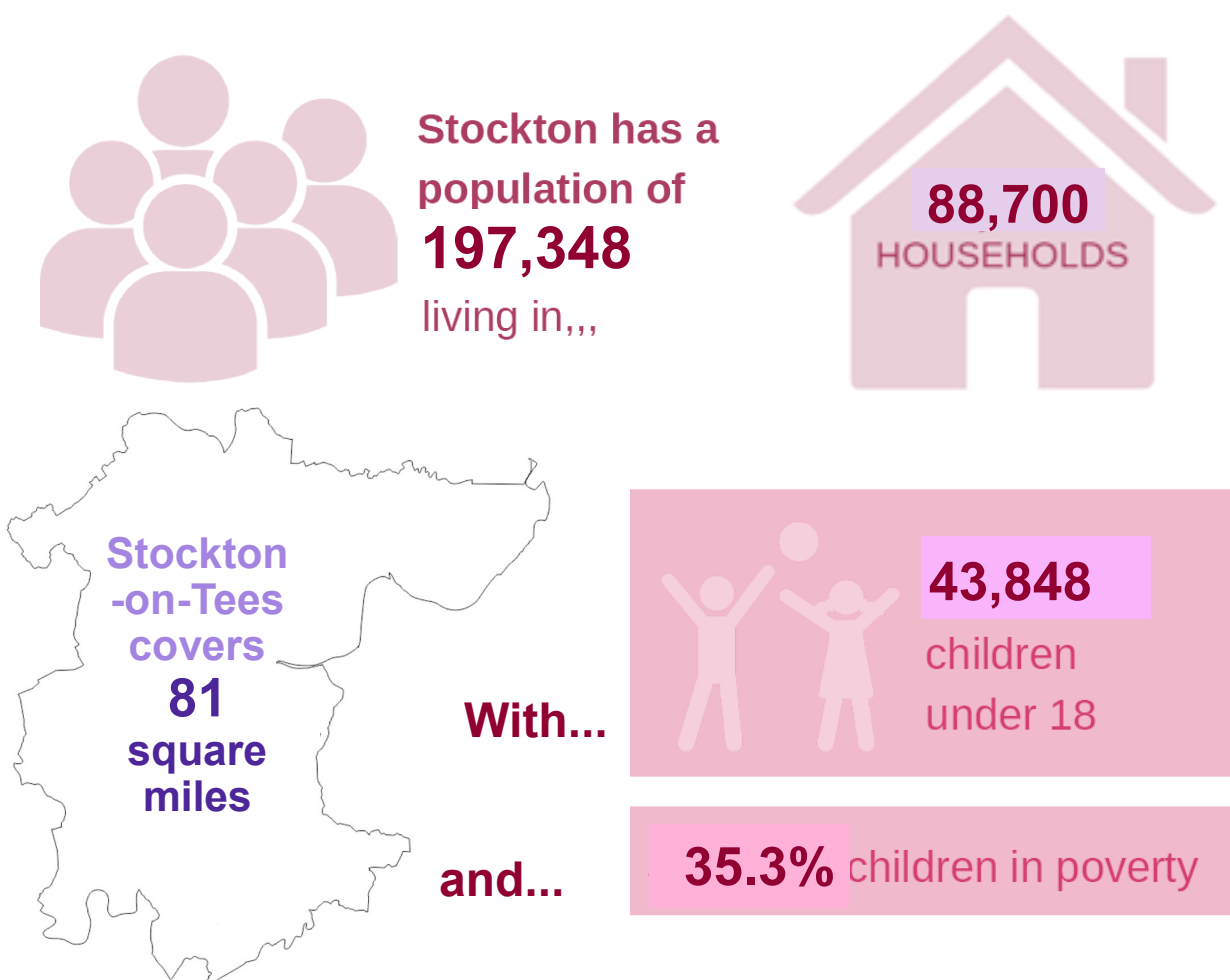 Stockton has a
population of
197,348
living in,,,
88,700
HOUSEHOLDS
Stockton
-on-Tees
covers
81
square
miles
With...
43,848
children
under 18
and...
35.3% children in poverty